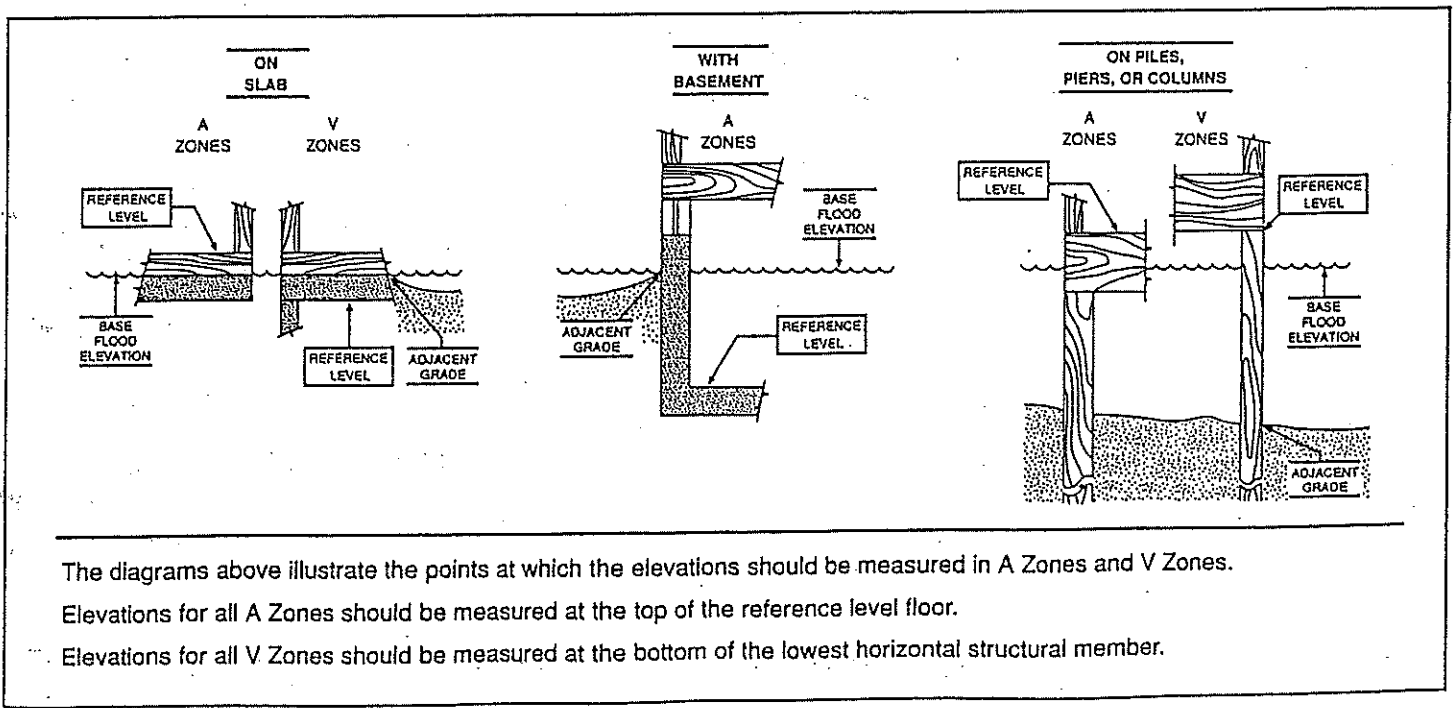 ON
SLAB
A
ZONES
V
ZONES
REFERENCE
LEVEL
BASE
FLOOD
ELEVATION
REFERENCE
LEVEL
ADJACENT
GRADE
WITH
BASEMENT
A
ZONES
BASE
FLOOD
ELEVATION
ADJACENT
GRADE
REFERENCE
LEVEL
ON PILES,
PIERS, OR COLUMNS
A
ZONES
V
ZONES
REFERENCE
LEVEL
REFERENCE
LEVEL
BASE
FLOOD
ELEVATION
ADJACENT
GRADE
The diagrams above illustrate the points at which the elevations should be measured in A Zones and V Zones.
Elevations for all A Zones should be measured at the top of the reference level floor.
Elevations for all V Zones should be measured at the bottom of the lowest horizontal structural member.